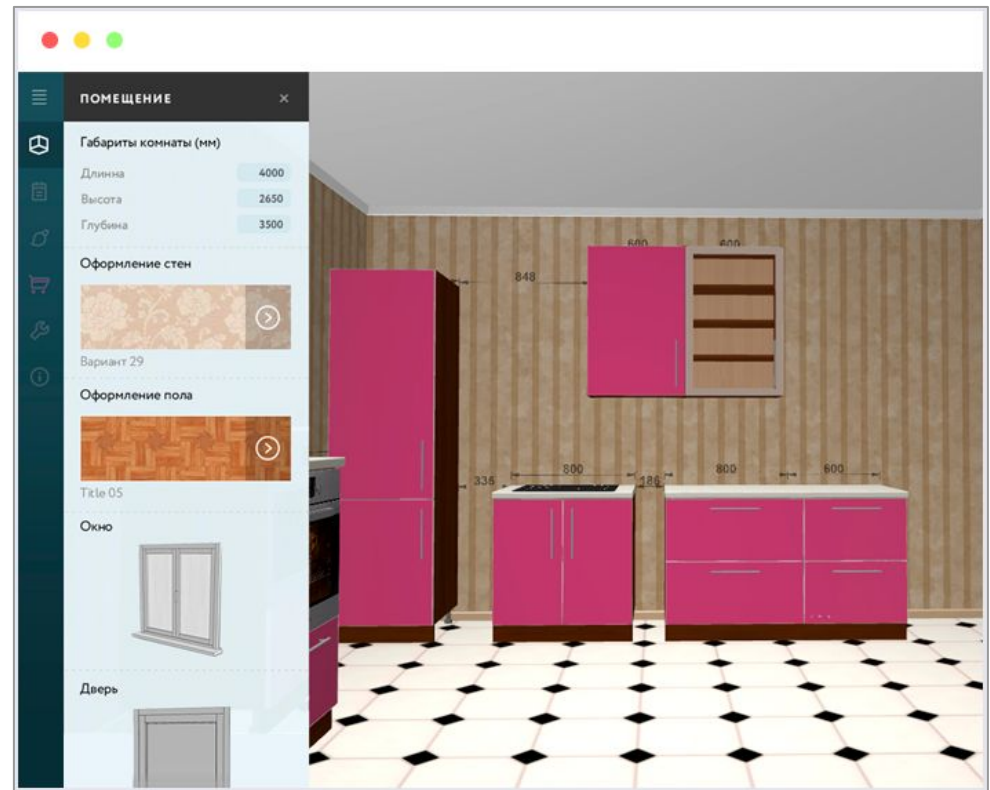 ПОМЕЩЕНИЕ ×
Габариты комнаты (мм)
Длинна 4000
Высота 2650
Глубина 3500
Оформление стен
Вариант 29
Оформление пола
Title 05
Окно
Дверь
600 600
848
336 800 186 800 600